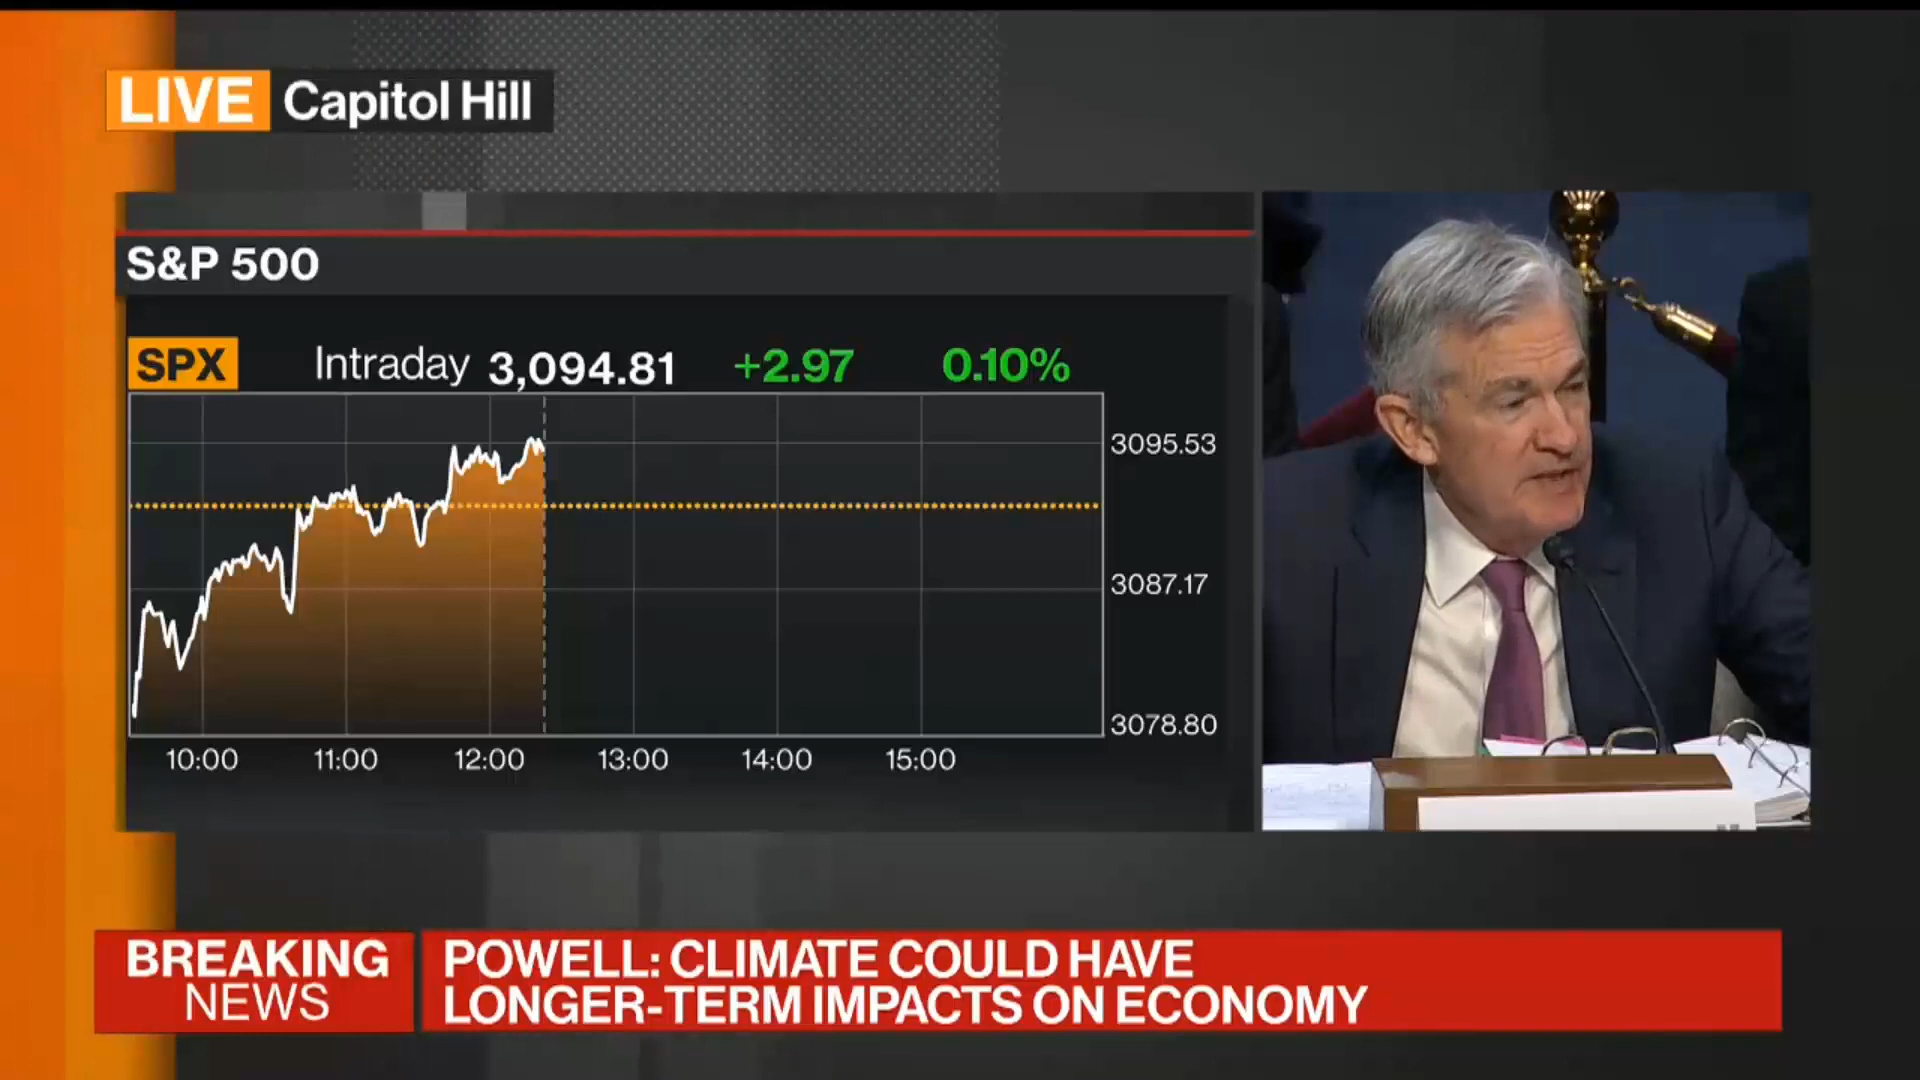 LIVE Capitol Hill
S&P 500
SPX Intraday 3,094.81 +2.97 0.10%
3095.53
3087.17
3078.80
10:00 11:00 12:00 13:00 14:00 15:00
BREAKING
NEWS
POWELL: CLIMATE COULD HAVE
LONGER-TERM IMPACTS ON ECONOMY